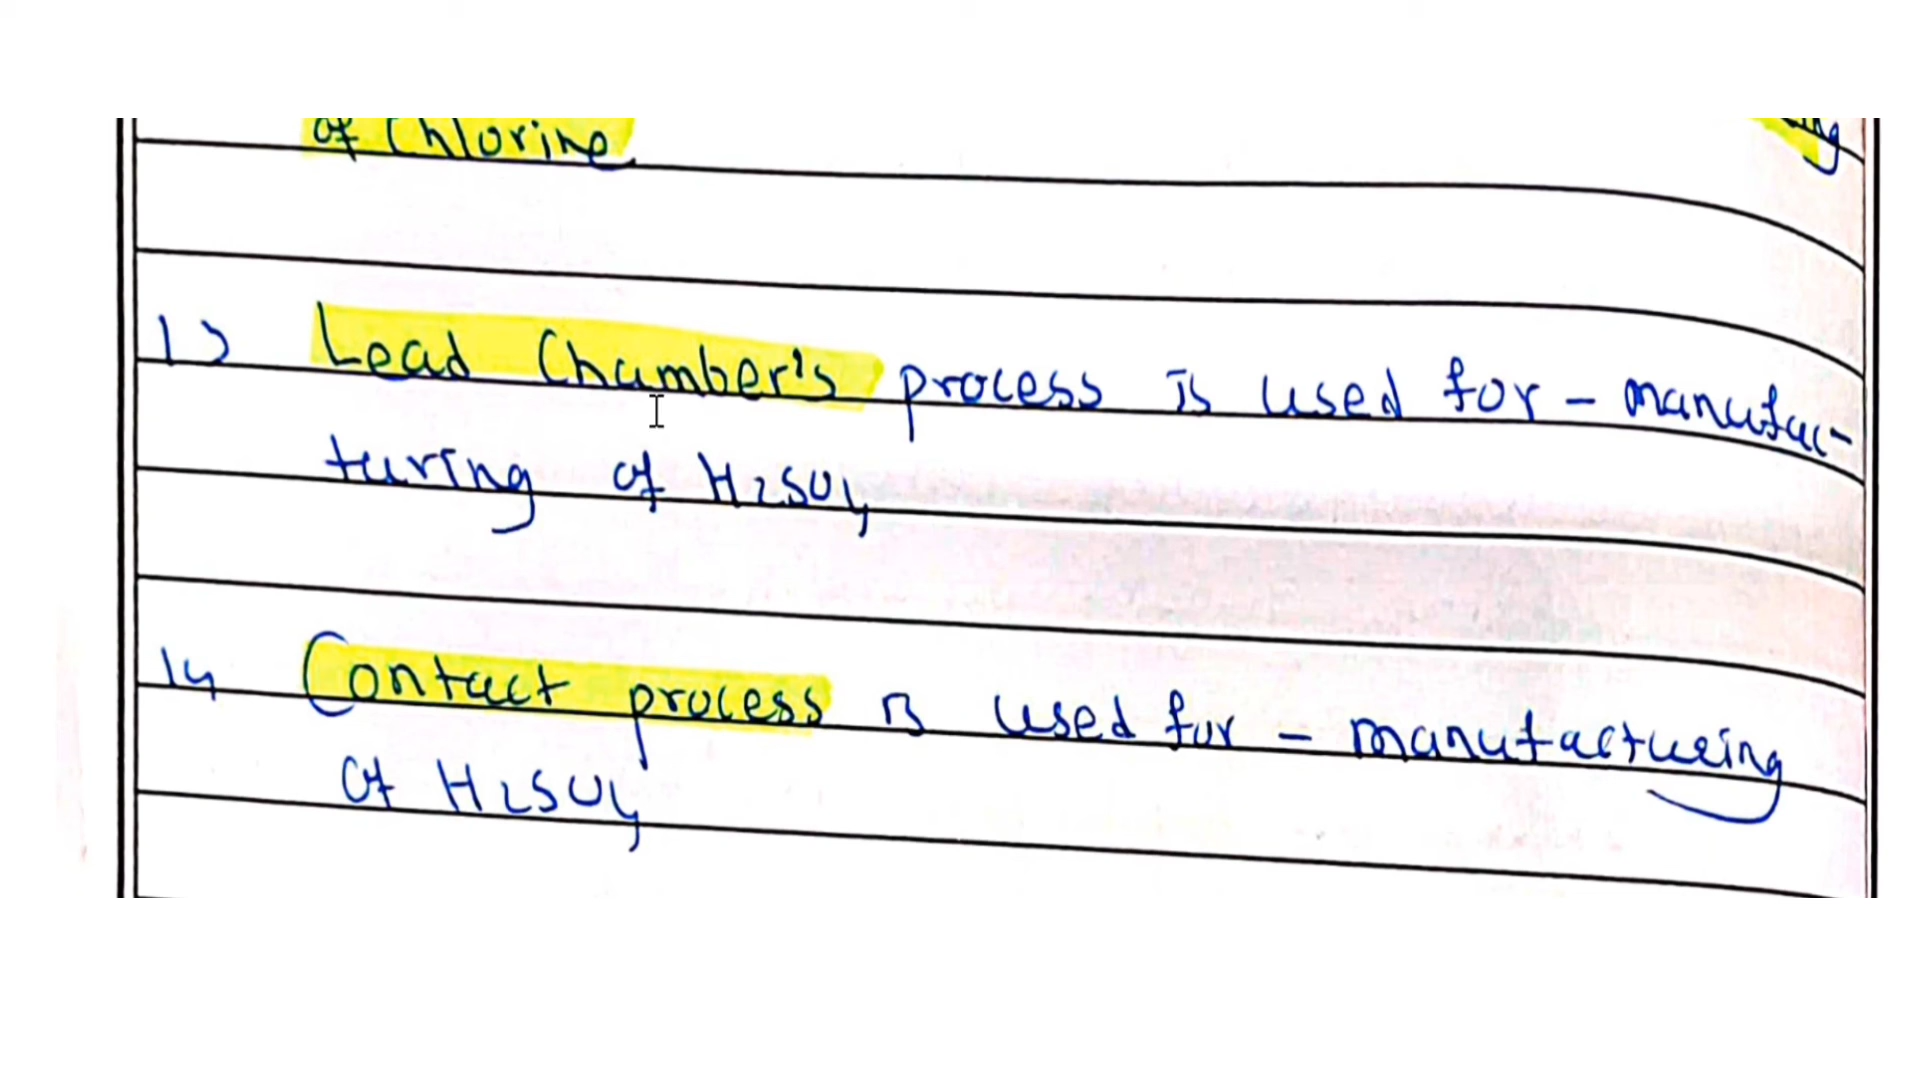 of Chlorine
13 Lead Chamber's process is used for - manufac-
turing of H2SO4
14 Contact process is used for - manufacturing
of H2SO4